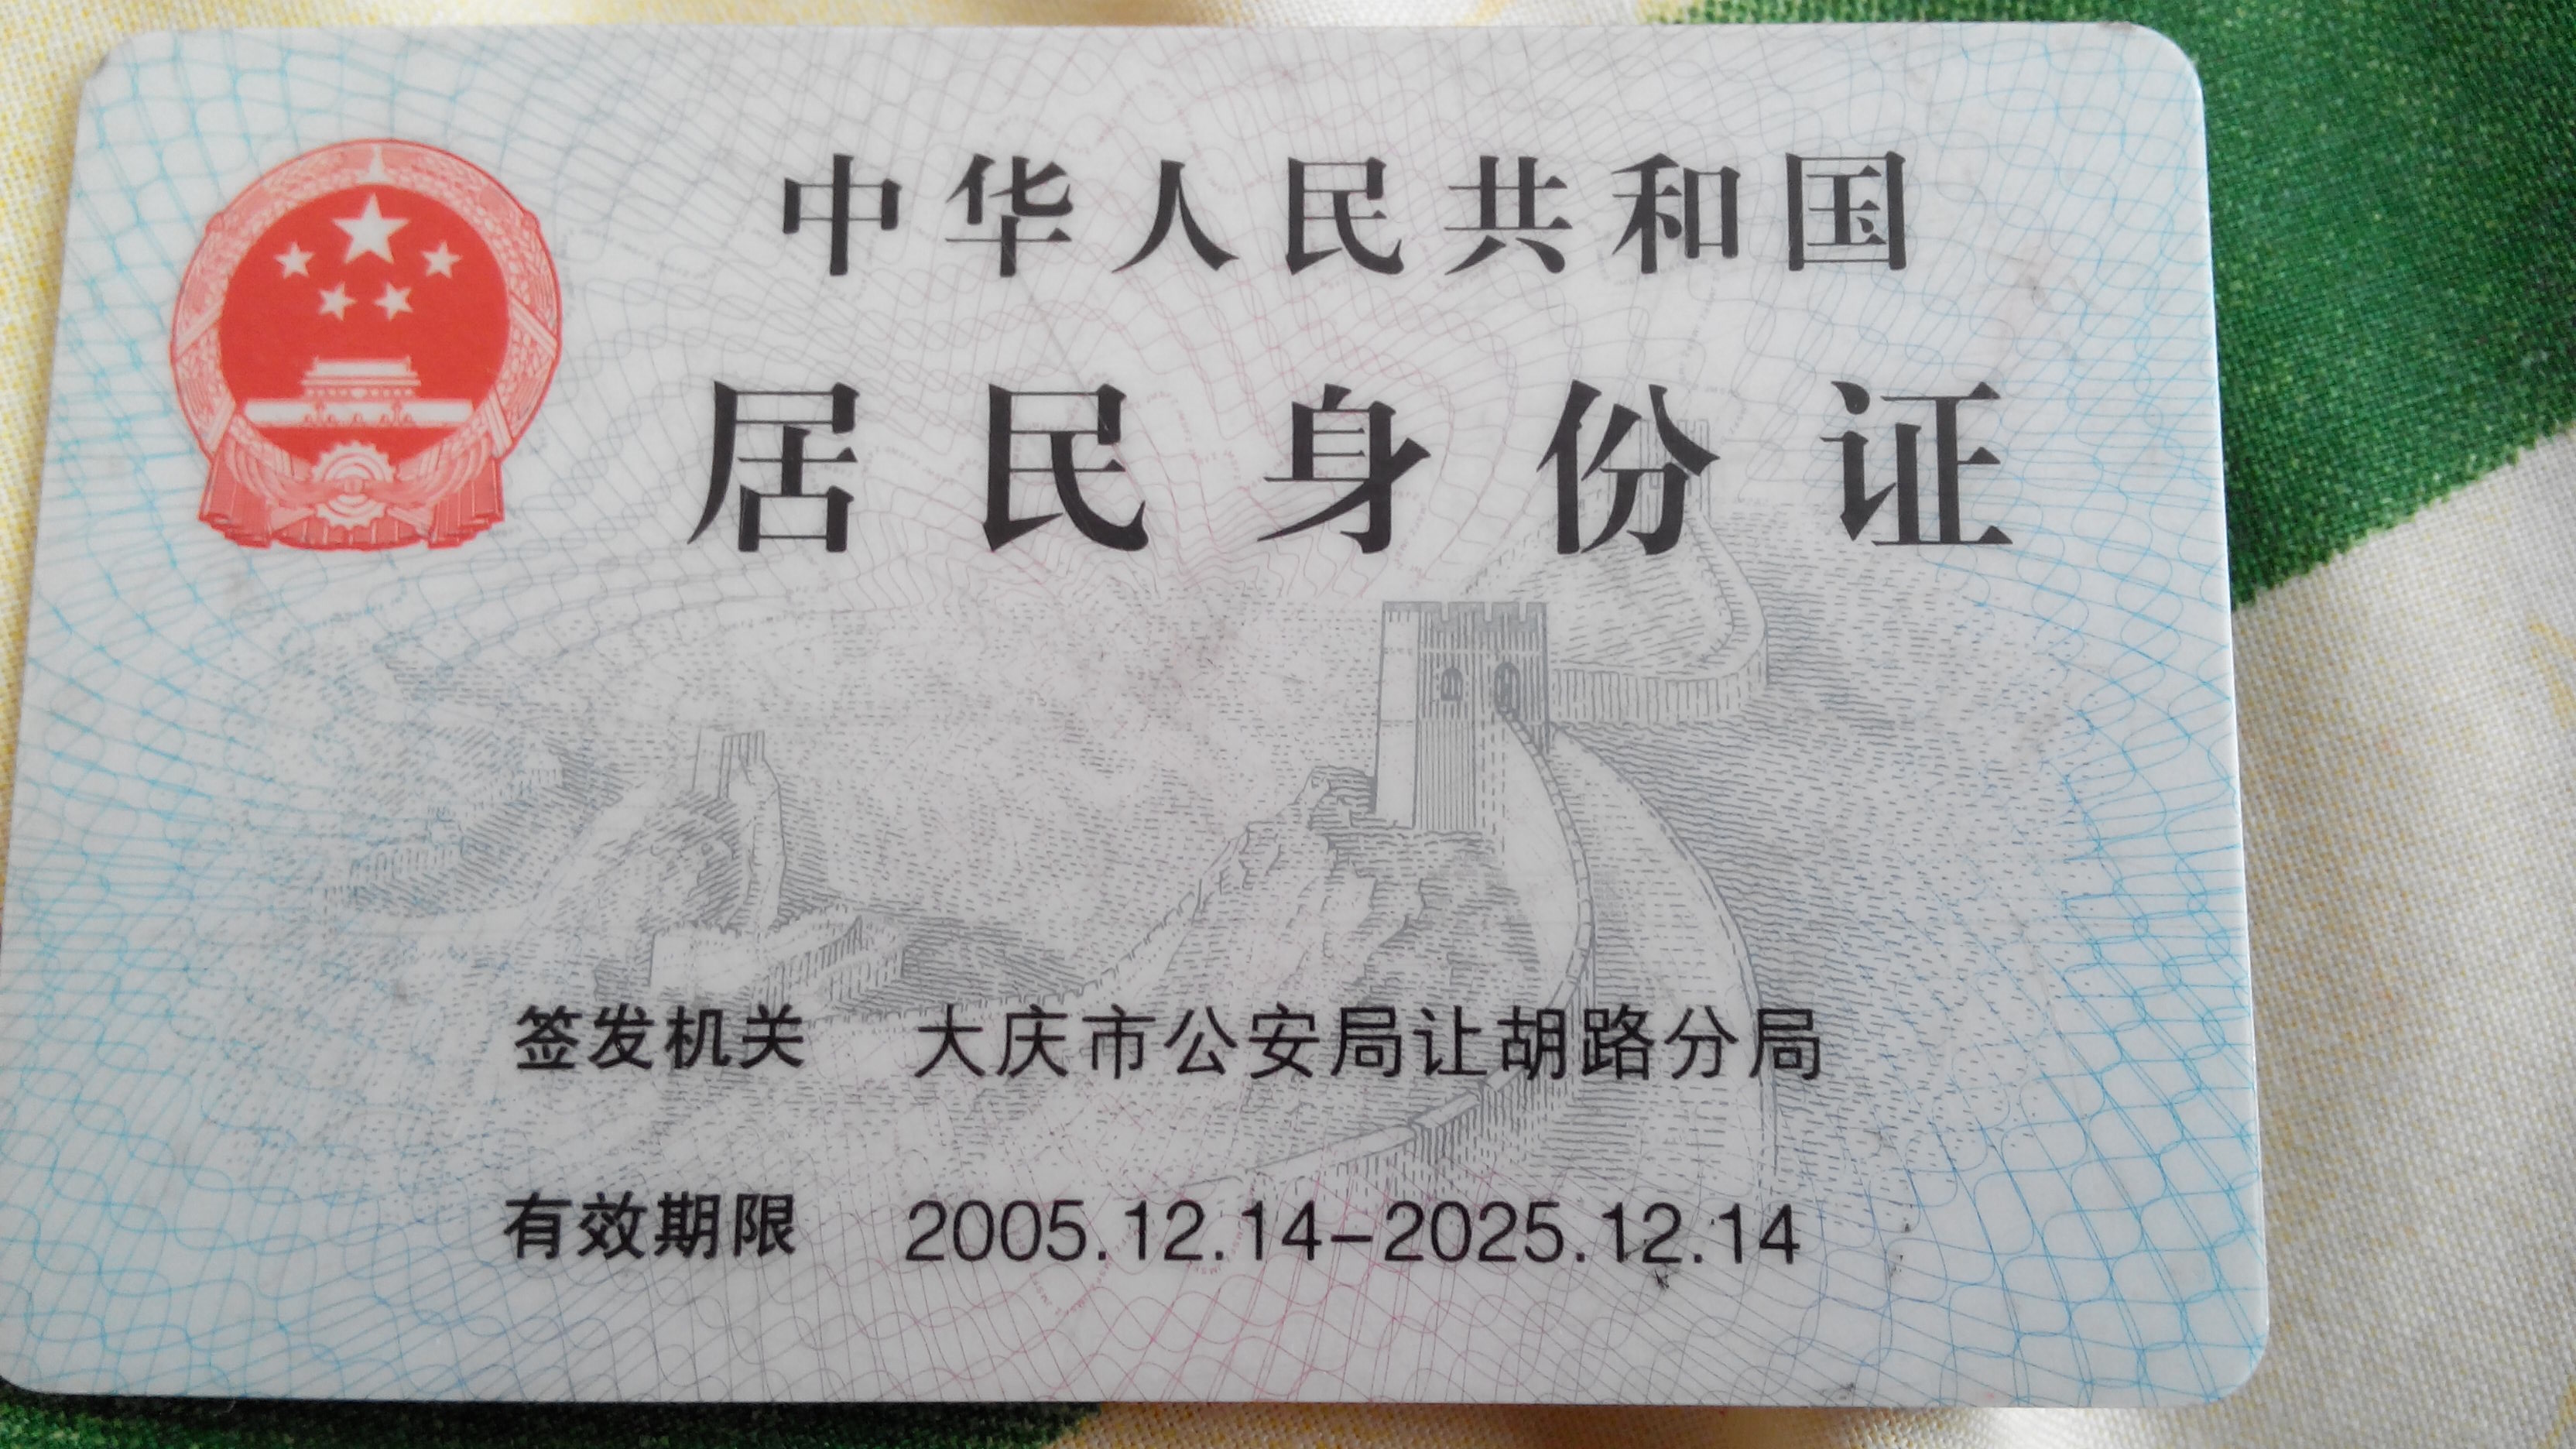 中华人民共和国
居民身份证
签发机关 大庆市公安局让胡路分局
有效期限 2005.12.14-2025.12.14